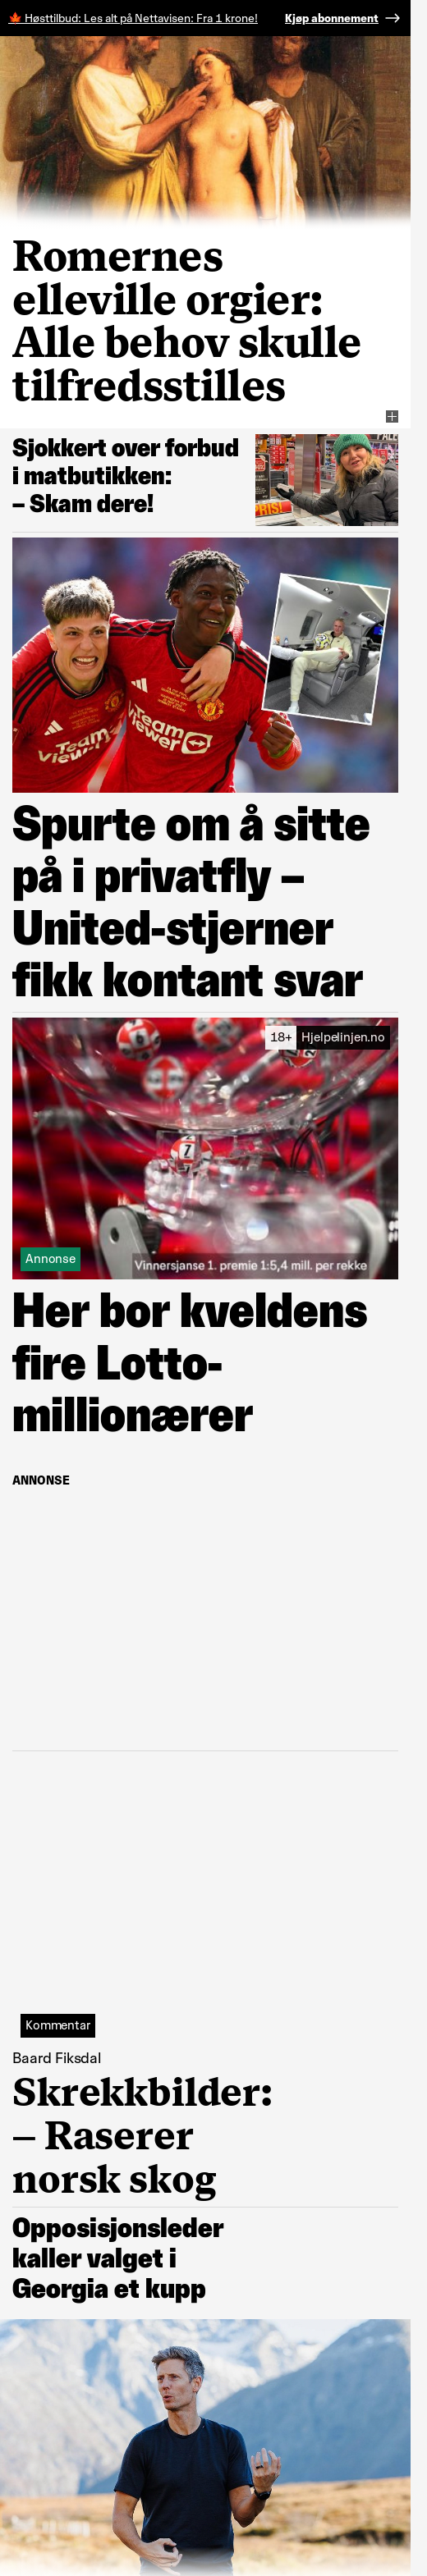 🍁 Høsttilbud: Les alt på Nettavisen: Fra 1 krone!
Kjøp abonnement →
Romernes
elleville orgier:
Alle behov skulle
tilfredsstilles
Sjokkert over forbud
i matbutikken:
– Skam dere!
PRIS!
TeamViewer
Spurte om å sitte
på i privatfly –
United-stjerner
fikk kontant svar
18+ Hjelpelinjen.no
7
Annonse
Vinnersjanse 1. premie 1:5,4 mill. per rekke
Her bor kveldens
fire Lotto-
millionærer
ANNONSE
Kommentar
Baard Fiksdal
Skrekkbilder:
– Raserer
norsk skog
Opposisjonsleder
kaller valget i
Georgia et kupp